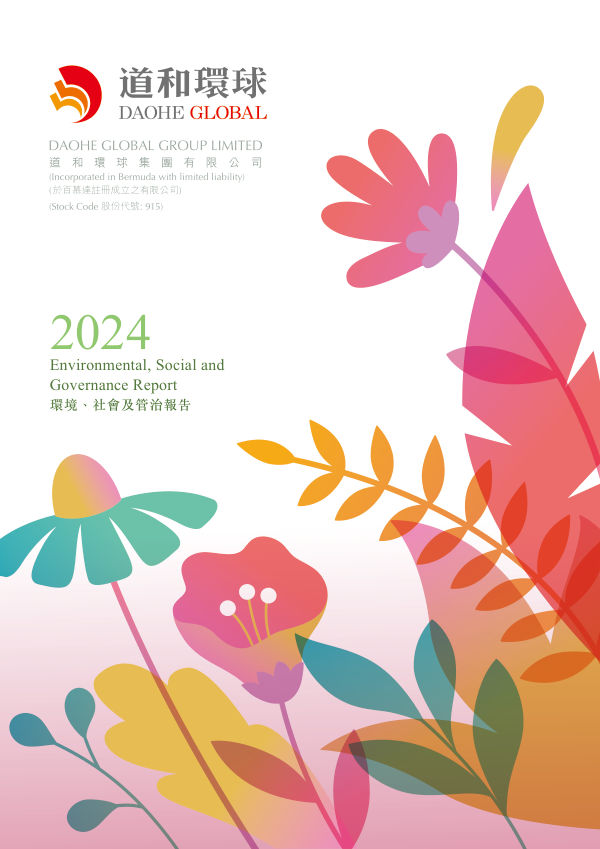 道和環球
DAOHE GLOBAL
DAOHE GLOBAL GROUP LIMITED
道和環球集團有限公司
(Incorporated in Bermuda with limited liability)
(於百慕達註冊成立之有限公司)
(Stock Code 股份代號: 915)
2024
Environmental, Social and
Governance Report
環境、社會及管治報告